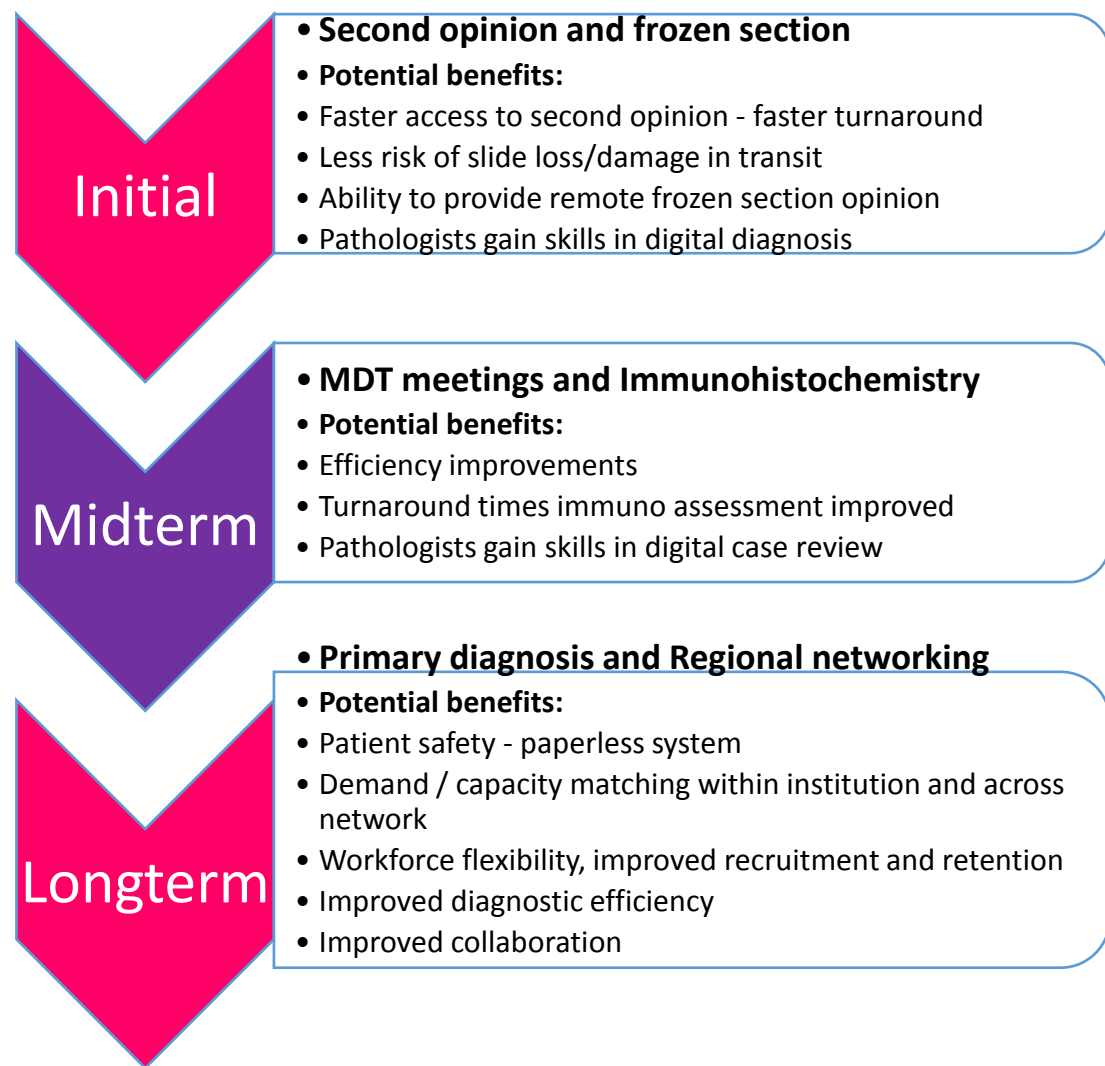 Initial
• Second opinion and frozen section
• Potential benefits:
• Faster access to second opinion - faster turnaround
• Less risk of slide loss/damage in transit
• Ability to provide remote frozen section opinion
• Pathologists gain skills in digital diagnosis
Midterm
• MDT meetings and Immunohistochemistry
• Potential benefits:
• Efficiency improvements
• Turnaround times immuno assessment improved
• Pathologists gain skills in digital case review
Longterm
• Primary diagnosis and Regional networking
• Potential benefits:
• Patient safety - paperless system
• Demand / capacity matching within institution and across
network
• Workforce flexibility, improved recruitment and retention
• Improved diagnostic efficiency
• Improved collaboration